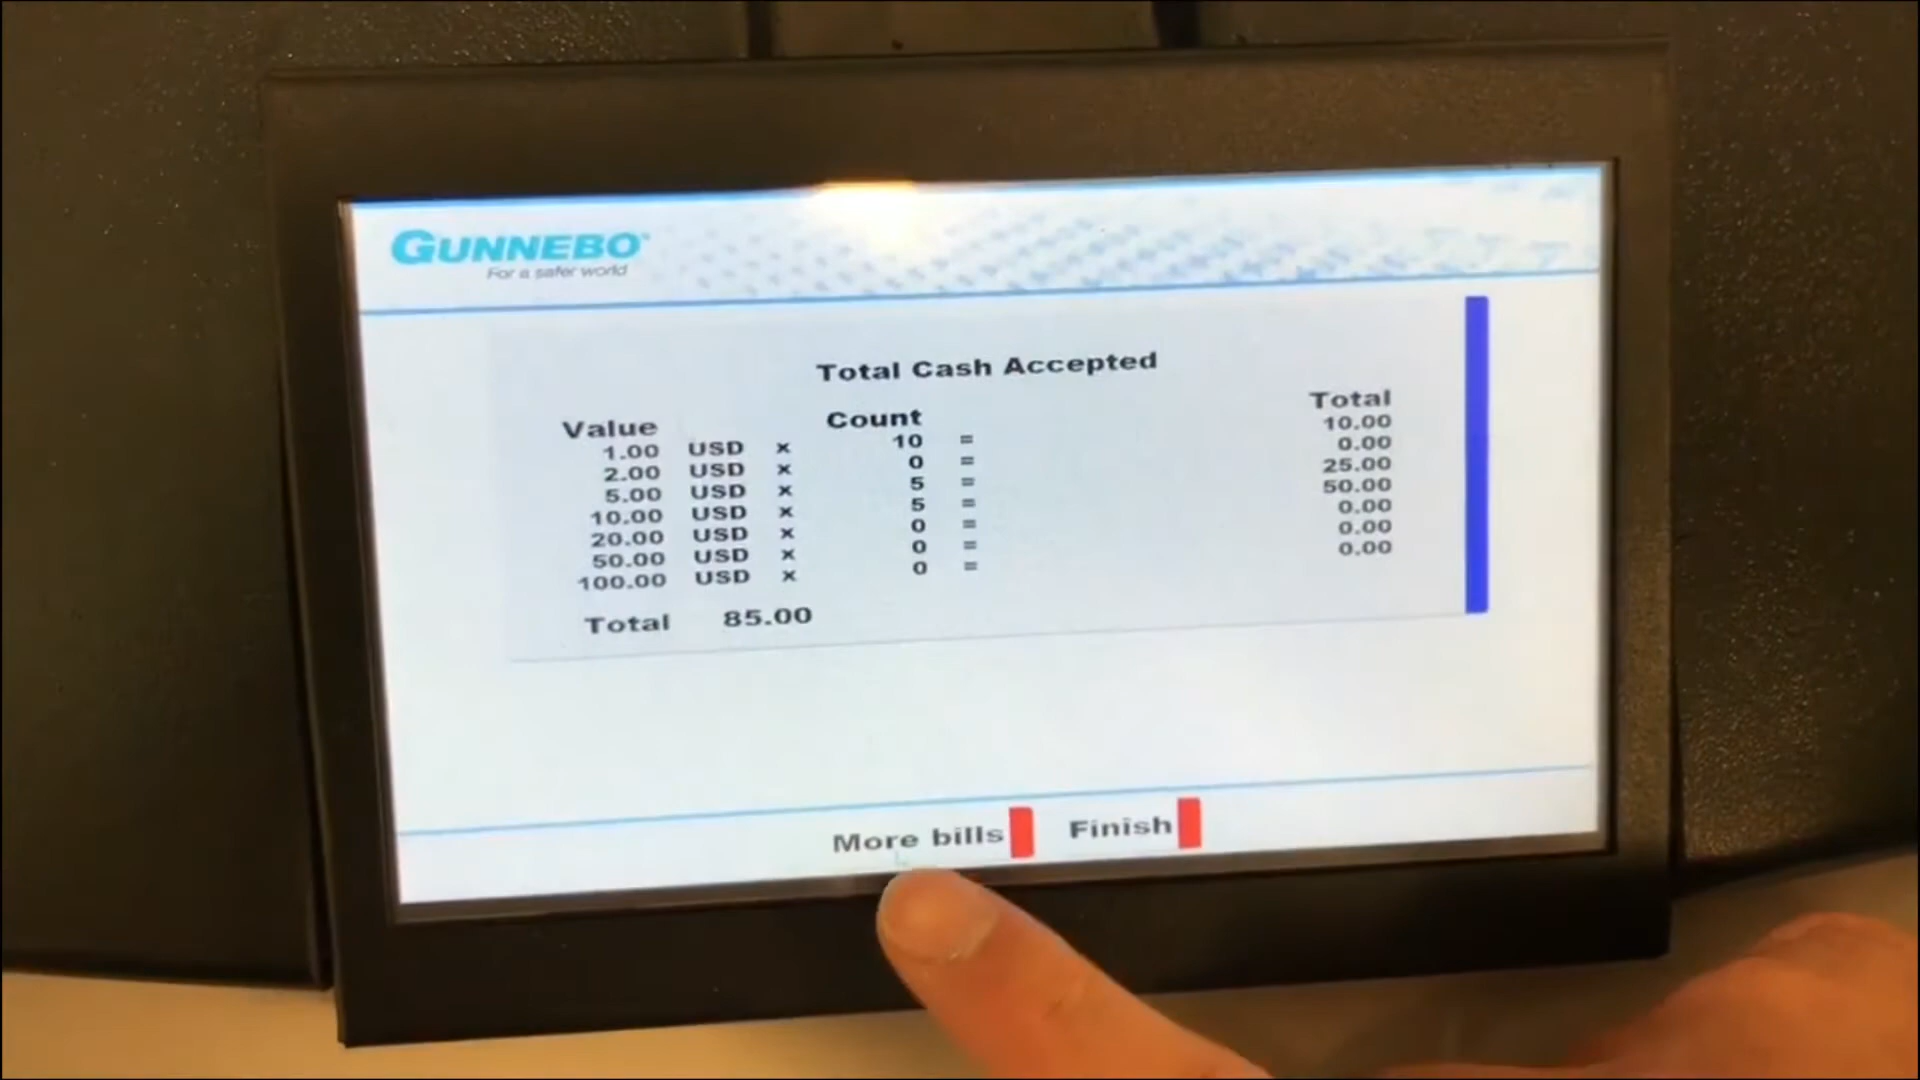 GUNNEBO
For a safer world
Total Cash Accepted
Value Count Total
1.00 USD x 10 = 10.00
2.00 USD x 0 = 0.00
5.00 USD x 5 = 25.00
10.00 USD x 5 = 50.00
20.00 USD x 0 = 0.00
50.00 USD x 0 = 0.00
100.00 USD x 0 = 0.00
Total 85.00
More bills Finish